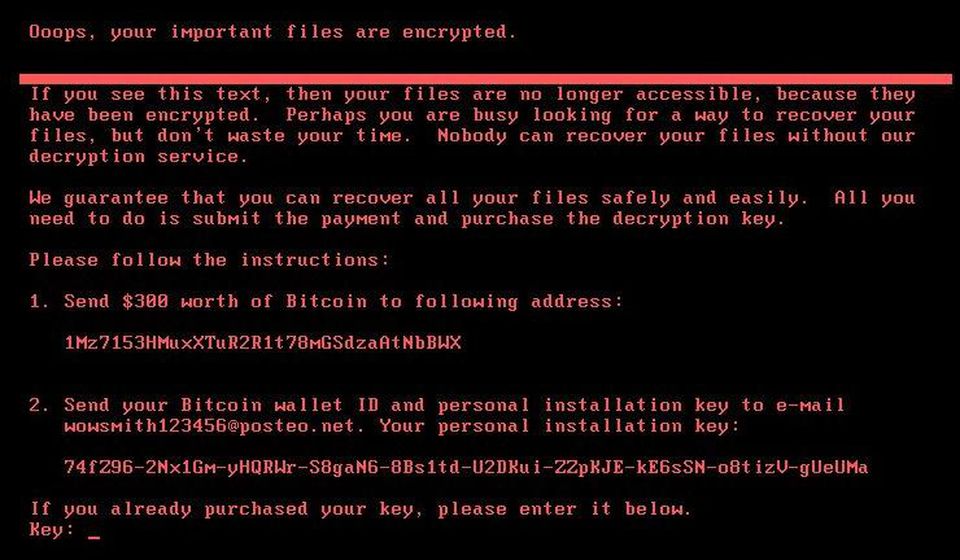 Ooops, your important files are encrypted.
If you see this text, then your files are no longer accessible, because they
have been encrypted.  Perhaps you are busy looking for a way to recover your
files, but don't waste your time.  Nobody can recover your files without our
decryption service.
We guarantee that you can recover all your files safely and easily.  All you
need to do is submit the payment and purchase the decryption key.
Please follow the instructions:
1. Send $300 worth of Bitcoin to following address:
1Mz7153HMuxXTuR2R1t78mGSdzaAtNbBWX
2. Send your Bitcoin wallet ID and personal installation key to e-mail
wowsmith123456@posteo.net. Your personal installation key:
74fZ96-2Nx1Gm-yHQRWr-S8gaN6-8Bs1td-U2DKui-ZZpKJE-kE6sSN-o8tizV-gUeUMa
If you already purchased your key, please enter it below.
Key: _